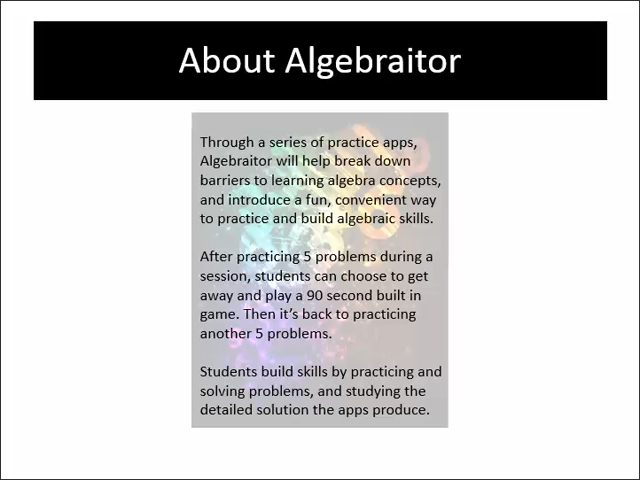 About Algebraitor
Through a series of practice apps,
Algebraitor will help break down
barriers to learning algebra concepts,
and introduce a fun, convenient way
to practice and build algebraic skills.
After practicing 5 problems during a
session, students can choose to get
away and play a 90 second built in
game. Then it’s back to practicing
another 5 problems.
Students build skills by practicing and
solving problems, and studying the
detailed solution the apps produce.